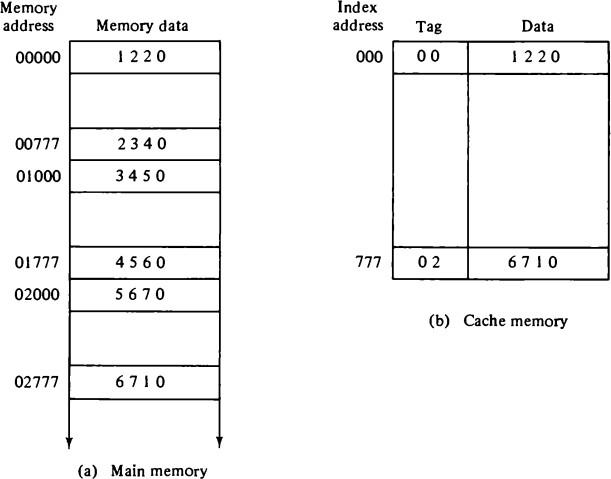 Memory address
Memory data
00000
1 2 2 0
00777
2 3 4 0
01000
3 4 5 0
01777
4 5 6 0
02000
5 6 7 0
02777
6 7 1 0
(a) Main memory
Index address
Tag
Data
000
0 0
1 2 2 0
777
0 2
6 7 1 0
(b) Cache memory